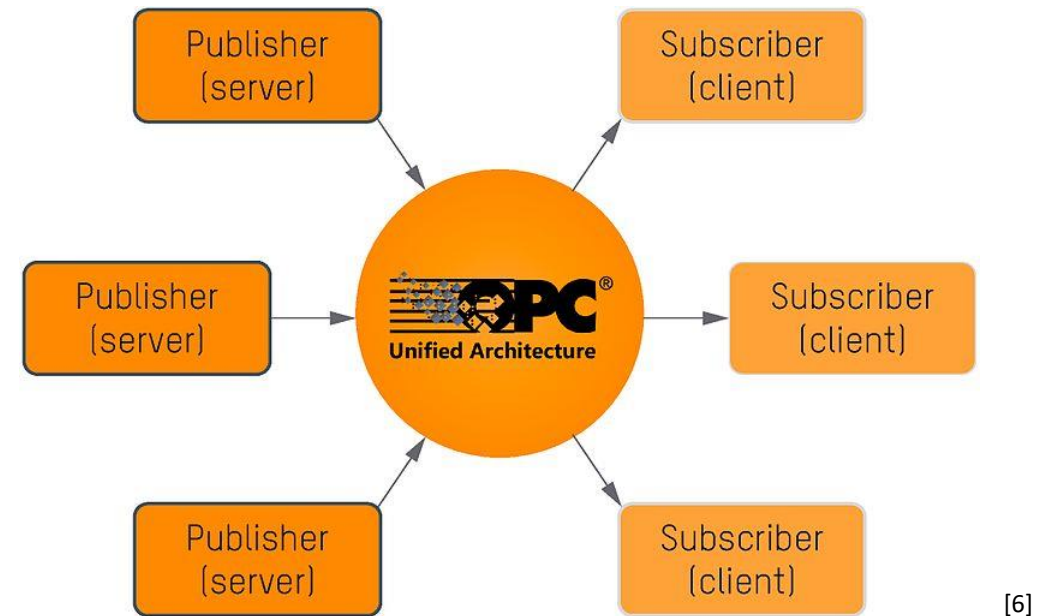 Publisher
(server)
Subscriber
(client)
Publisher
(server)
OPC®
Unified Architecture
Subscriber
(client)
Publisher
(server)
Subscriber
(client)
[6]